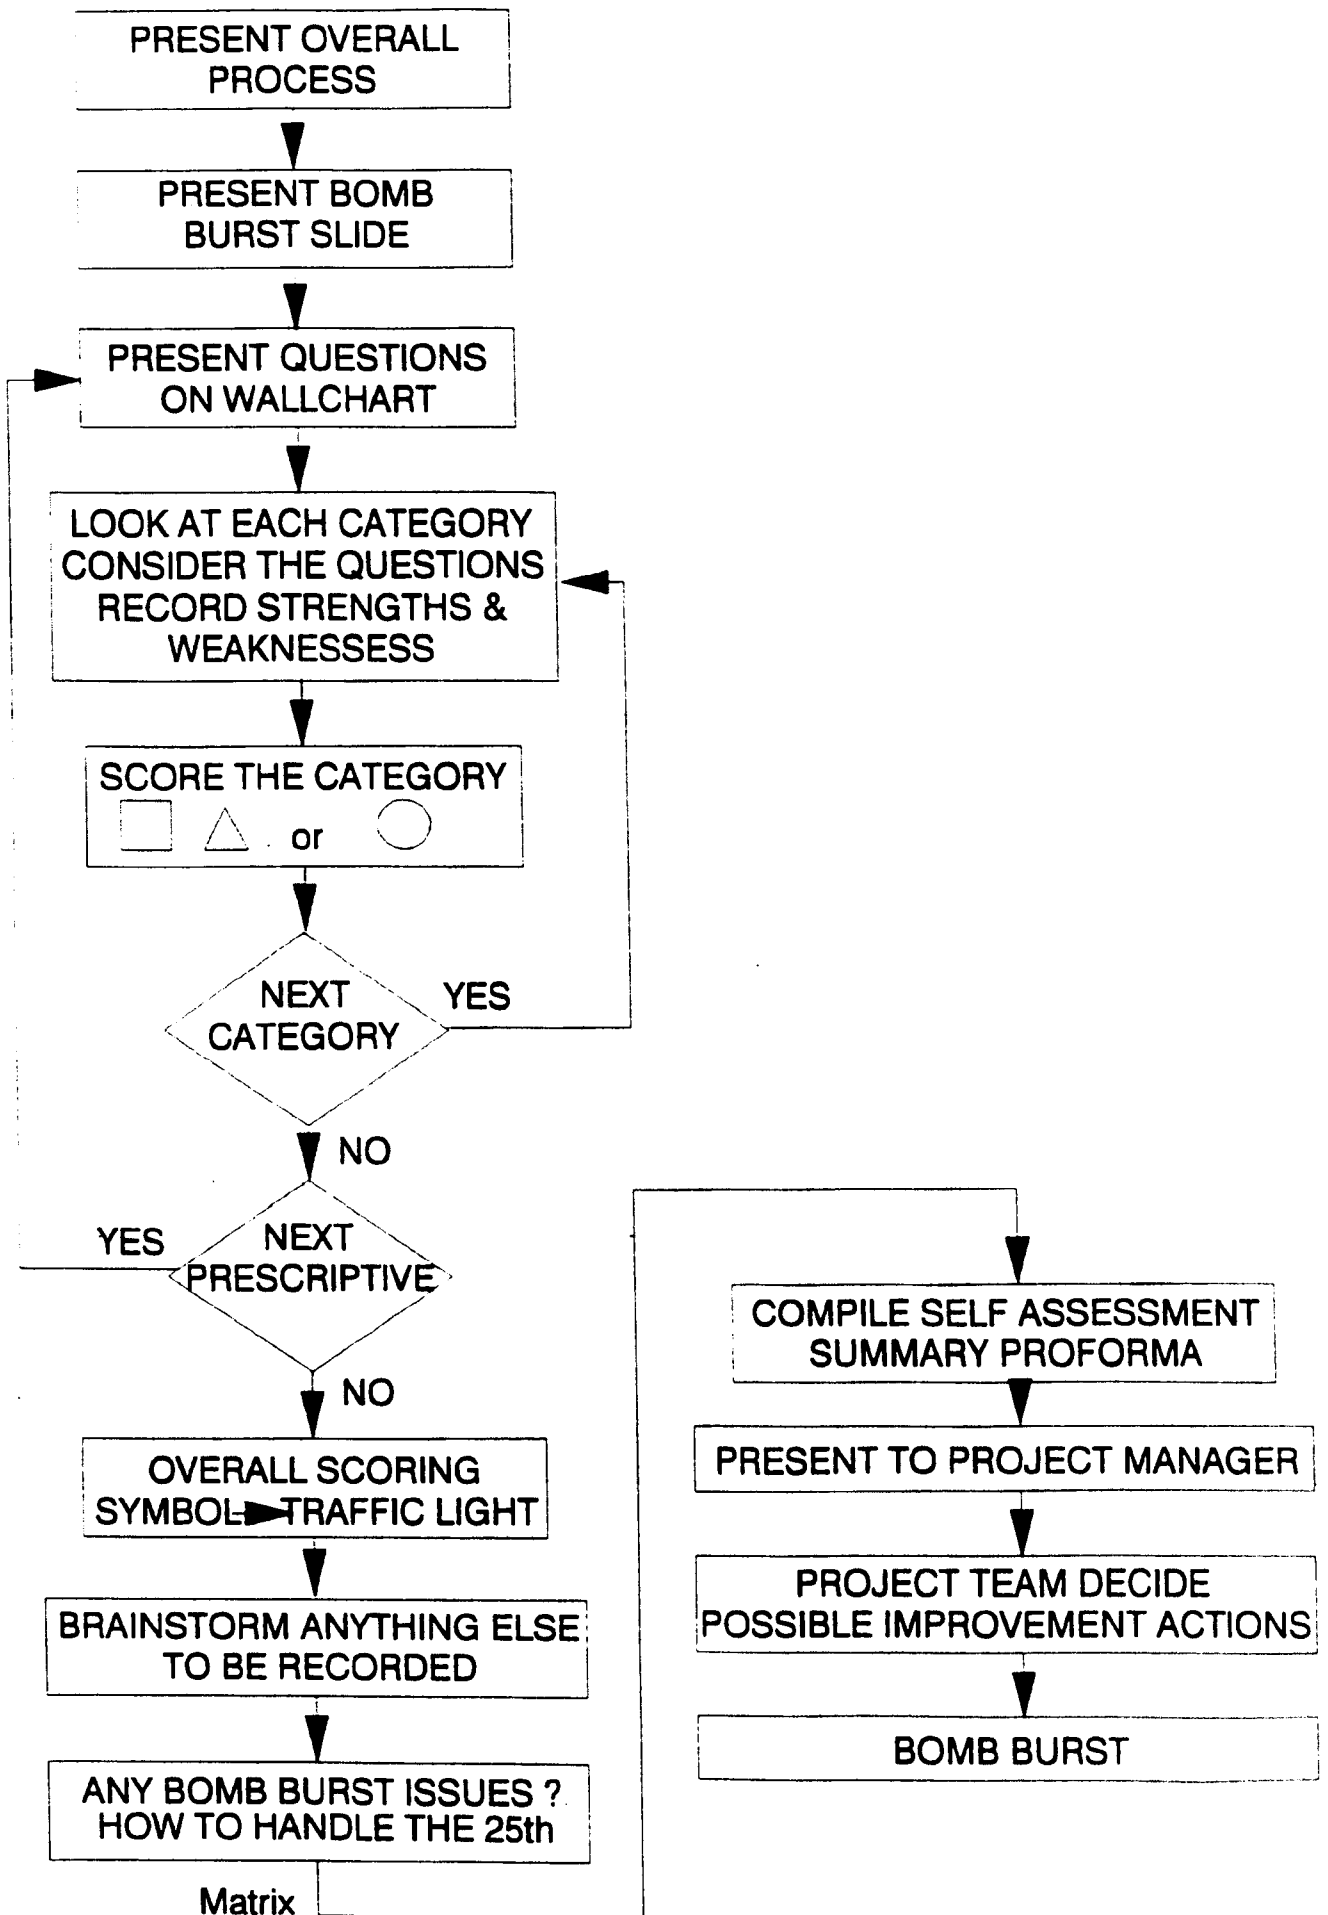 PRESENT OVERALL
PROCESS
PRESENT BOMB
BURST SLIDE
PRESENT QUESTIONS
ON WALLCHART
LOOK AT EACH CATEGORY
CONSIDER THE QUESTIONS
RECORD STRENGTHS &
WEAKNESSESS
SCORE THE CATEGORY
or
NEXT
CATEGORY
YES
NO
YES
NEXT
PRESCRIPTIVE
NO
OVERALL SCORING
SYMBOL TRAFFIC LIGHT
BRAINSTORM ANYTHING ELSE
TO BE RECORDED
ANY BOMB BURST ISSUES ?
HOW TO HANDLE THE 25th
Matrix
COMPILE SELF ASSESSMENT
SUMMARY PROFORMA
PRESENT TO PROJECT MANAGER
PROJECT TEAM DECIDE
POSSIBLE IMPROVEMENT ACTIONS
BOMB BURST